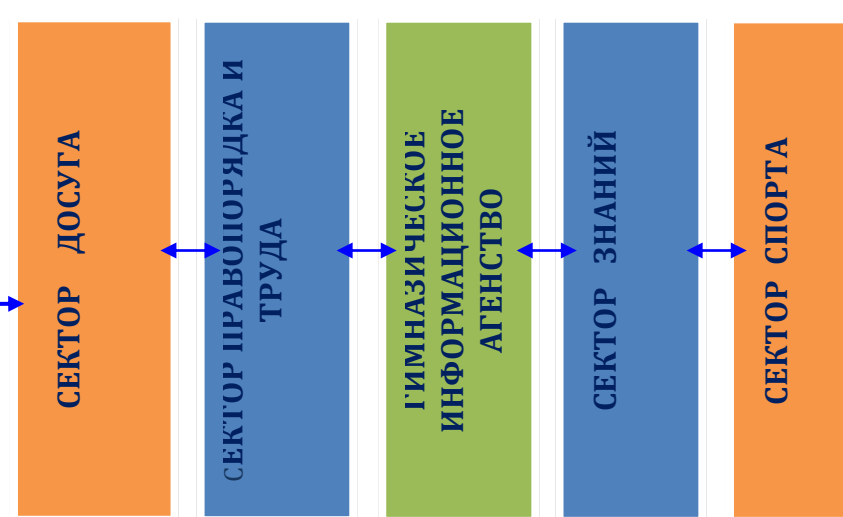 СЕКТОР ДОСУГА
СЕКТОР ПРАВОПОРЯДКА И
ТРУДА
ГИМНАЗИЧЕСКОЕ
ИНФОРМАЦИОННОЕ
АГЕНСТВО
СЕКТОР ЗНАНИЙ
СЕКТОР СПОРТА